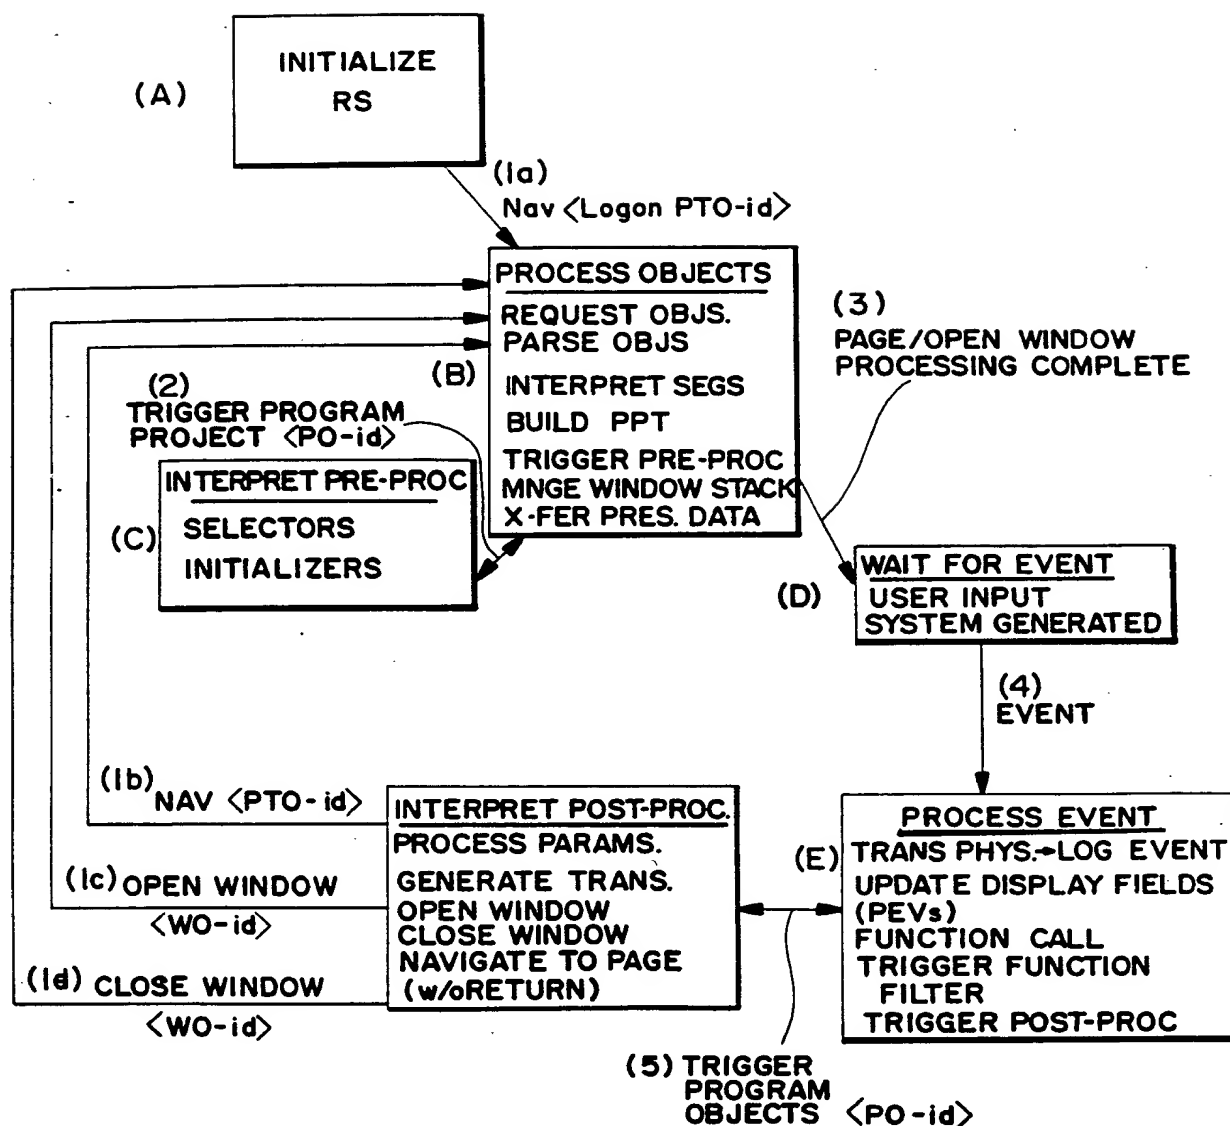 (A)
INITIALIZE
RS
(1a)
Nav <Logon PTO-id>
PROCESS OBJECTS
REQUEST OBJS.
PARSE OBJS
(B)
INTERPRET SEGS
BUILD PPT
TRIGGER PRE-PROC
MNGE WINDOW STACK
X-FER PRES. DATA
(2)
TRIGGER PROGRAM
PROJECT <PO-id>
(C)
INTERPRET PRE-PROC
SELECTORS
INITIALIZERS
(3)
PAGE/OPEN WINDOW
PROCESSING COMPLETE
(D)
WAIT FOR EVENT
USER INPUT
SYSTEM GENERATED
(4)
EVENT
(1b)
NAV <PTO-id>
(1c) OPEN WINDOW
<WO-id>
(1d) CLOSE WINDOW
<WO-id>
INTERPRET POST-PROC.
PROCESS PARAMS.
GENERATE TRANS.
OPEN WINDOW
CLOSE WINDOW
NAVIGATE TO PAGE
(w/oRETURN)
(E)
PROCESS EVENT
TRANS PHYS.→LOG EVENT
UPDATE DISPLAY FIELDS
(PEVs)
FUNCTION CALL
TRIGGER FUNCTION
FILTER
TRIGGER POST-PROC
(5) TRIGGER
PROGRAM
OBJECTS <PO-id>